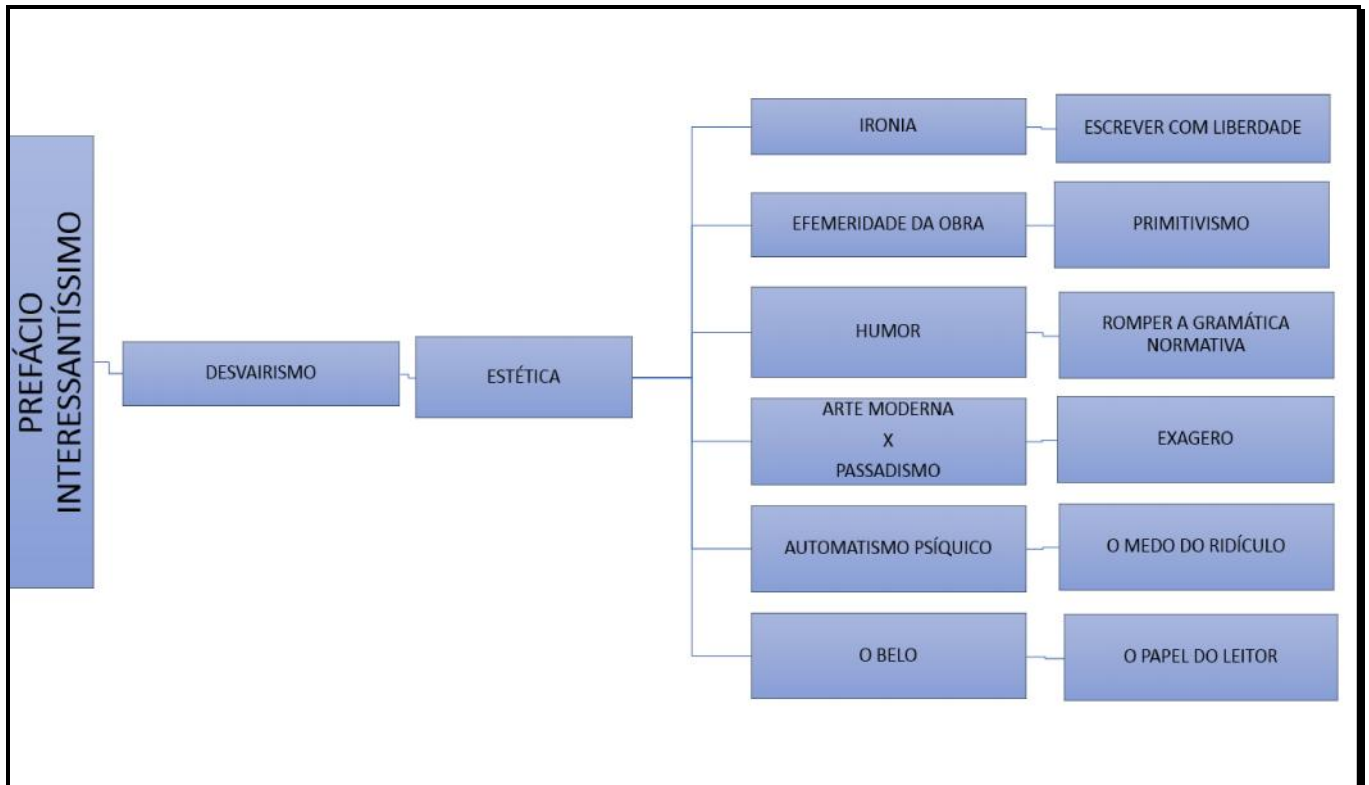 PREFÁCIO
INTERESSANTÍSSIMO
DESVAIRISMO
ESTÉTICA
IRONIA
ESCREVER COM LIBERDADE
EFEMERIDADE DA OBRA
PRIMITIVISMO
HUMOR
ROMPER A GRAMÁTICA
NORMATIVA
ARTE MODERNA
X
PASSADISMO
EXAGERO
AUTOMATISMO PSÍQUICO
O MEDO DO RIDÍCULO
O BELO
O PAPEL DO LEITOR